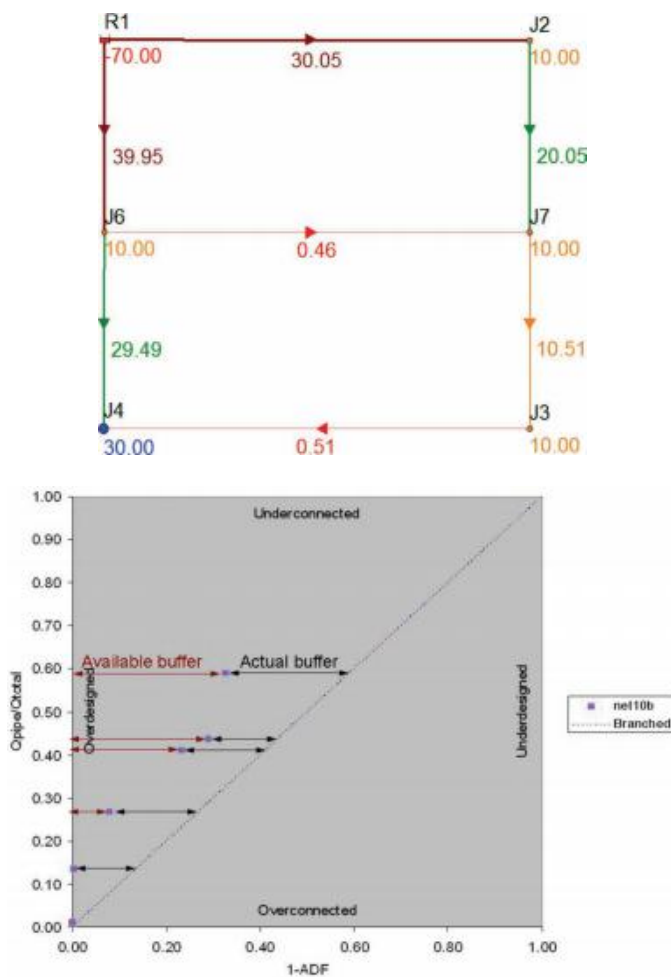 R1
J2
-70.00
30.05
10.00
39.95
20.05
J6
J7
10.00
0.46
10.00
29.49
10.51
J4
J3
30.00
0.51
10.00
1.00
Underconnected
0.90
0.80
0.70
Available buffer
Actual buffer
0.60
Qpipe/Qtotal
Overdesigned
Underdesigned
net10b
Branched
0.50
0.40
0.30
0.20
0.10
Overconnected
0.00
0.00 0.20 0.40 0.60 0.80 1.00
1-ADF